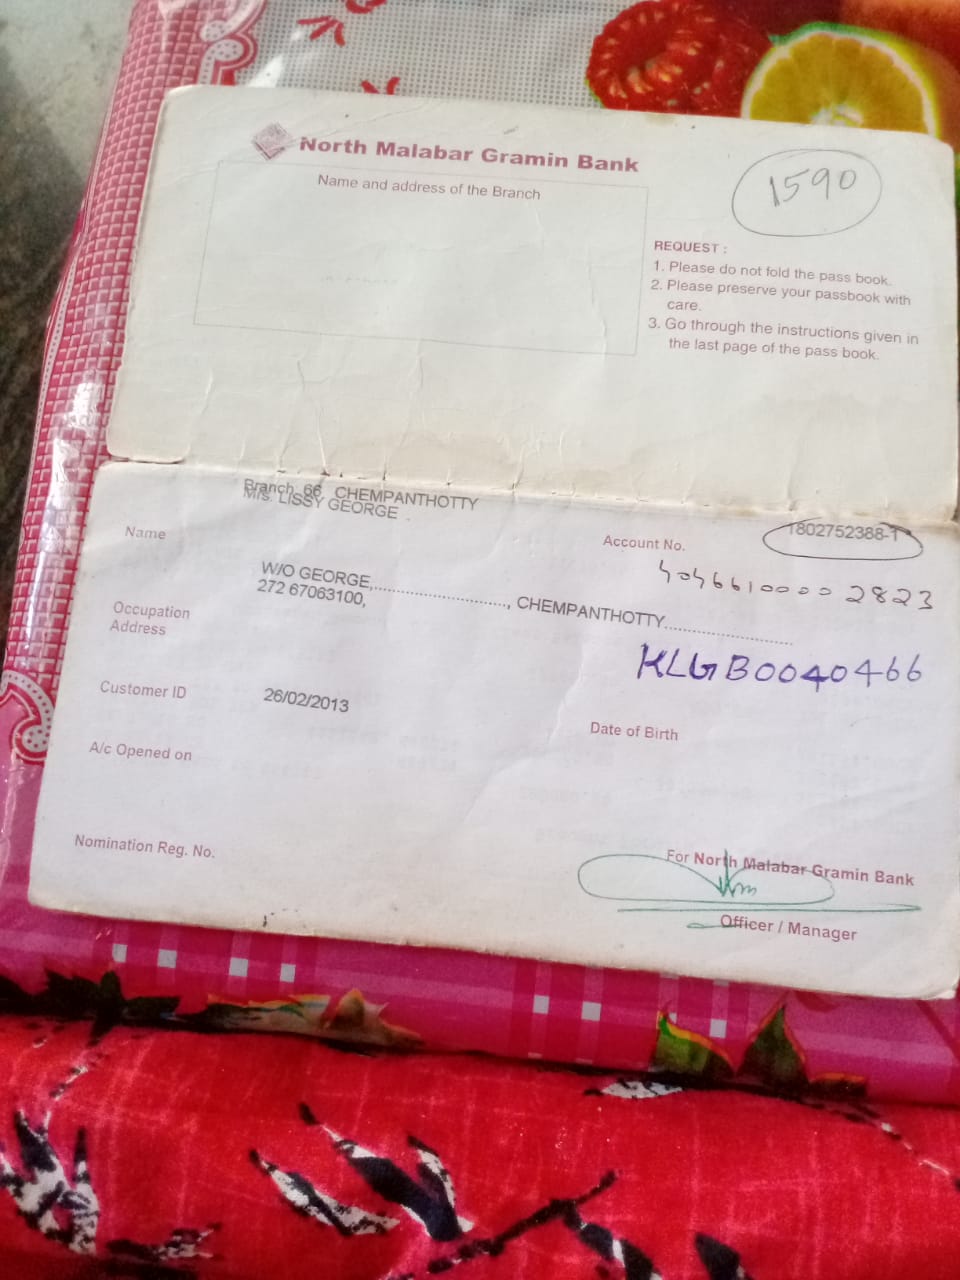 North Malabar Gramin Bank
Name and address of the Branch
1590
REQUEST :
1. Please do not fold the pass book.
2. Please preserve your passbook with
care.
3. Go through the instructions given in
the last page of the pass book.
Branch 66 CHEMPANTHOTTY
Mrs. LISSY GEORGE
Name
Account No.
1802752388-1
40466100002823
W/O GEORGE,............................, CHEMPANTHOTTY..........................
272 67063100,
Occupation
Address
KLGB0040466
Customer ID
26/02/2013
Date of Birth
A/c Opened on
Nomination Reg. No.
For North Malabar Gramin Bank
Officer / Manager